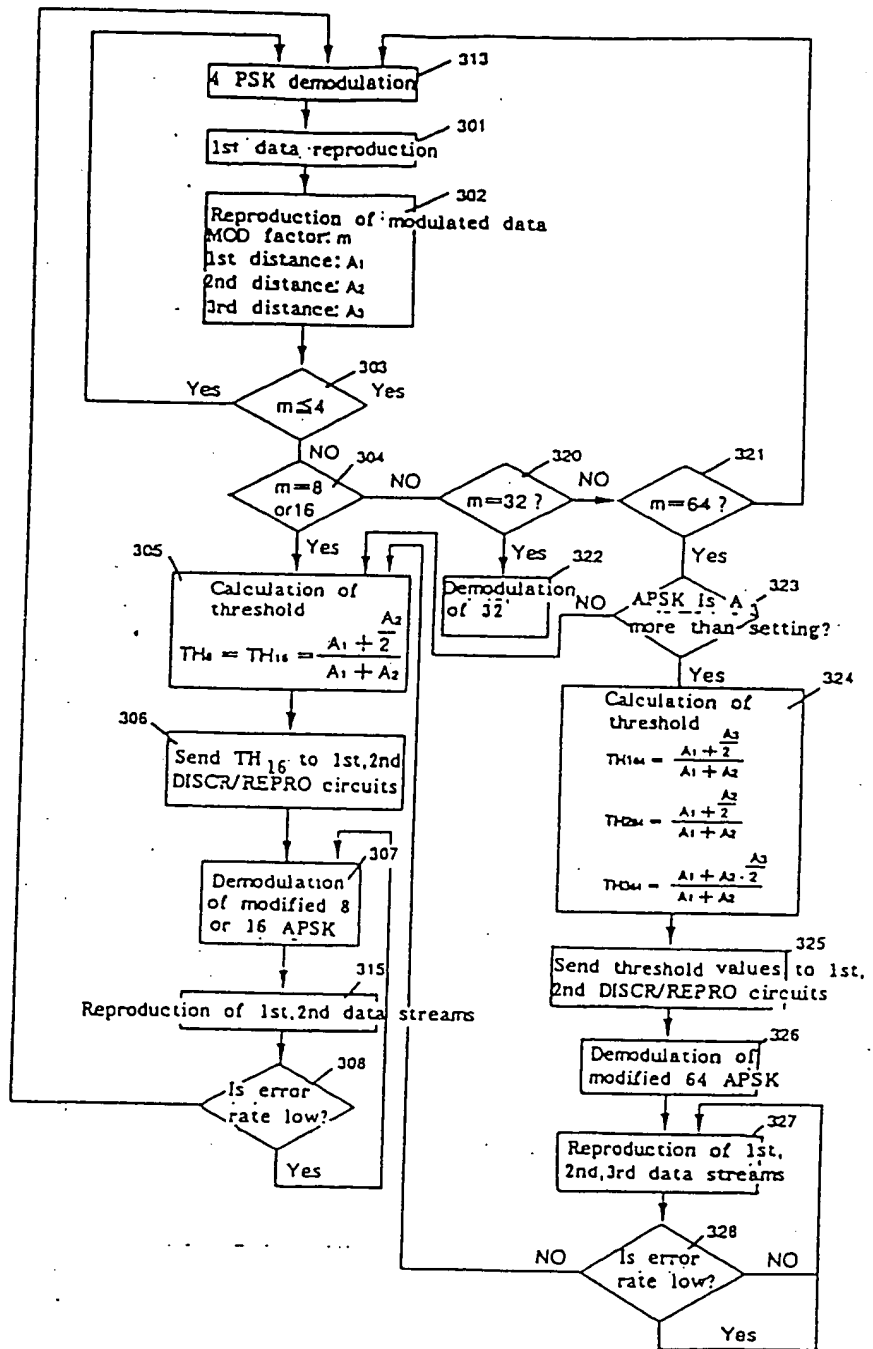 313
4 PSK demodulation
301
1st data reproduction
302
Reproduction of modulated data
MOD factor: m
1st distance: A1
2nd distance: A2
3rd distance: A3
303
Yes
Yes
m≤4
NO
304
m=8
or16
NO
320
m=32 ?
NO
321
m=64 ?
Yes
Yes
Yes
305
Calculation of
threshold
TH8 = TH16 = (A1 + A2/2)/(A1 + A2)
322
Demodulation
of 32
NO
323
APSK Is A
more than setting?
Yes
324
Calculation of
threshold
TH164 = (A1 + A3/2)/(A1 + A2)
TH264 = (A1 + A2/2)/(A1 + A2)
TH364 = (A1 + A2 · A3/2)/(A1 + A2)
306
Send TH16 to 1st,2nd
DISCR/REPRO circuits
307
Demodulation
of modified 8
or 16 APSK
315
Reproduction of 1st,2nd data streams
308
Is error
rate low?
Yes
325
Send threshold values to 1st,
2nd DISCR/REPRO circuits
326
Demodulation of
modified 64 APSK
327
Reproduction of 1st,
2nd,3rd data streams
328
NO
Is error
rate low?
NO
Yes